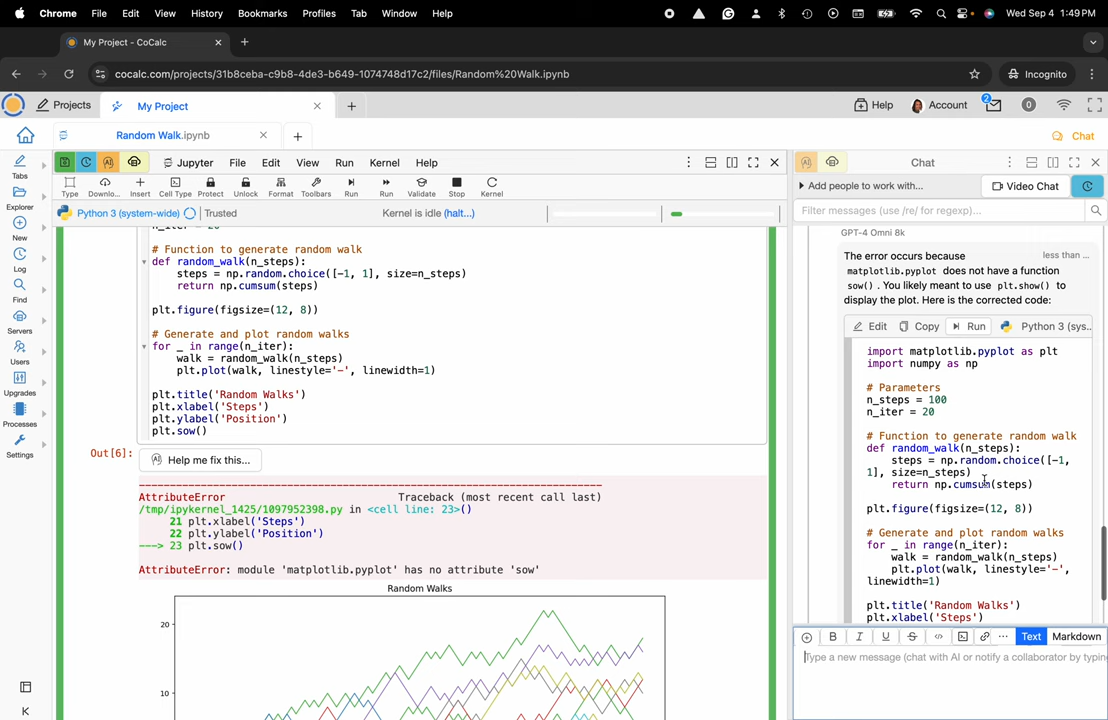 Chrome File Edit View History Bookmarks Profiles Tab Window Help Wed Sep 4 1:49 PM
My Project - CoCalc
cocalc.com/projects/31b8ceba-c9b8-4de3-b649-1074748d17c2/files/Random%20Walk.ipynb Incognito
Projects My Project Help Account 2 0
Random Walk.ipynb Chat
Tabs
Explorer
New
Log
Find
Servers
Users
Upgrades
Processes
Settings
AI Jupyter File Edit View Run Kernel Help
Type Downlo... Insert Cell Type Protect Unlock Format Toolbars Run Run Validate Stop Kernel
Python 3 (system-wide) Trusted Kernel is idle (halt...)
n_iter = 20
# Function to generate random walk
def random_walk(n_steps):
steps = np.random.choice([-1, 1], size=n_steps)
return np.cumsum(steps)
plt.figure(figsize=(12, 8))
# Generate and plot random walks
for _ in range(n_iter):
walk = random_walk(n_steps)
plt.plot(walk, linestyle='-', linewidth=1)
plt.title('Random Walks')
plt.xlabel('Steps')
plt.ylabel('Position')
plt.sow()
Out[6]: AI Help me fix this...
---------------------------------------------------------------------------
AttributeError Traceback (most recent call last)
/tmp/ipykernel_1425/1097952398.py in <cell line: 23>()
21 plt.xlabel('Steps')
22 plt.ylabel('Position')
---> 23 plt.sow()
AttributeError: module 'matplotlib.pyplot' has no attribute 'sow'
Random Walks
20
10
AI Chat
Add people to work with... Video Chat
Filter messages (use /re/ for regexp)...
GPT-4 Omni 8k
The error occurs because less than ...
matplotlib.pyplot does not have a function
sow(). You likely meant to use plt.show() to
display the plot. Here is the corrected code:
Edit Copy Run Python 3 (sys...
import matplotlib.pyplot as plt
import numpy as np
# Parameters
n_steps = 100
n_iter = 20
# Function to generate random walk
def random_walk(n_steps):
steps = np.random.choice([-1,
1], size=n_steps)
return np.cumsum(steps)
plt.figure(figsize=(12, 8))
# Generate and plot random walks
for _ in range(n_iter):
walk = random_walk(n_steps)
plt.plot(walk, linestyle='-',
linewidth=1)
plt.title('Random Walks')
plt.xlabel('Steps')
B I U S Text Markdown
Type a new message (chat with AI or notify a collaborator by typin